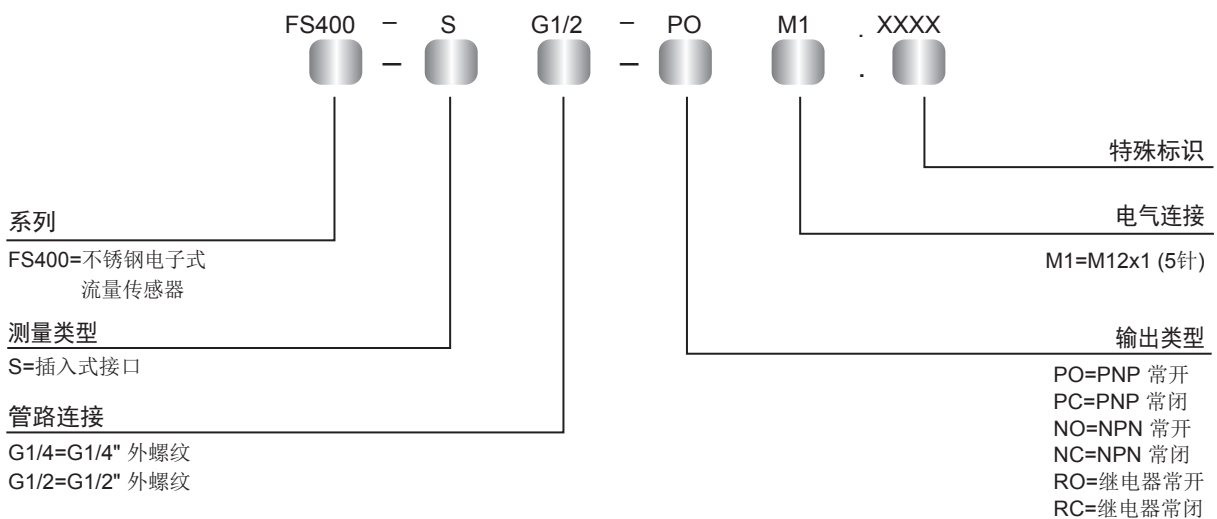 FS400 – S G1/2 – PO M1 . XXXX
– – .
特殊标识
系列
电气连接
FS400=不锈钢电子式
流量传感器
M1=M12x1 (5针)
测量类型
S=插入式接口
输出类型
PO=PNP 常开
PC=PNP 常闭
NO=NPN 常开
NC=NPN 常闭
RO=继电器常开
RC=继电器常闭
管路连接
G1/4=G1/4" 外螺纹
G1/2=G1/2" 外螺纹